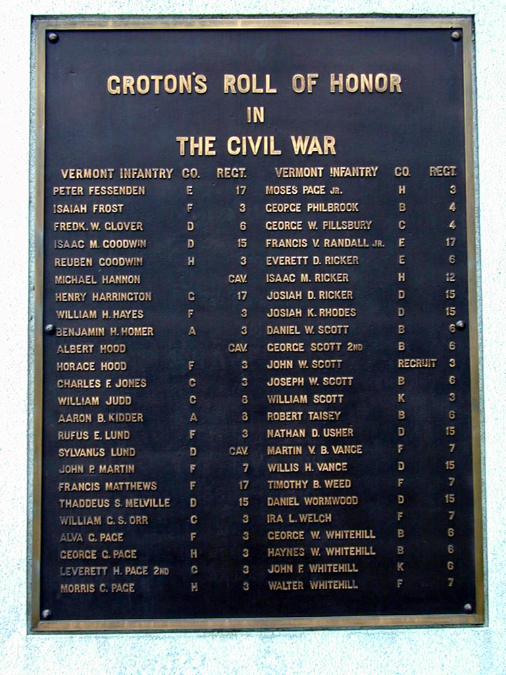 GROTON'S ROLL OF HONOR
IN
THE CIVIL WAR
VERMONT INFANTRY CO. REGT.
PETER FESSENDEN E 17
ISAIAH FROST F 3
FREDK. W. GLOVER D 6
ISAAC M. GOODWIN D 15
REUBEN GOODWIN H 3
MICHAEL HANNON CAV.
HENRY HARRINGTON C 17
WILLIAM H. HAYES F 3
BENJAMIN H. HOMER A 3
ALBERT HOOD CAV.
HORACE HOOD F 3
CHARLES F. JONES C 3
WILLIAM JUDD C 8
AARON B. KIDDER A 8
RUFUS E. LUND F 3
SYLVANUS LUND D CAV.
JOHN P. MARTIN F 7
FRANCIS MATTHEWS F 17
THADDEUS S. MELVILLE D 15
WILLIAM G. S. ORR C 3
ALVA G. PAGE F 3
GEORGE G. PAGE H 3
LEVERETT H. PAGE 2ND C 3
MORRIS C. PAGE H 3
VERMONT INFANTRY CO. REGT.
MOSES PAGE JR. H 3
GEORGE PHILBROOK B 4
GEORGE W. PILLSBURY C 4
FRANCIS V. RANDALL JR. E 17
EVERETT D. RICKER E 6
ISAAC M. RICKER H 12
JOSIAH D. RICKER D 15
JOSIAH K. RHODES D 15
DANIEL W. SCOTT B 6
GEORGE SCOTT 2ND B 6
JOHN W. SCOTT RECRUIT 3
JOSEPH W. SCOTT B 6
WILLIAM SCOTT K 3
ROBERT TAISEY B 6
NATHAN D. USHER D 15
MARTIN V. B. VANCE F 7
WILLIS H. VANCE D 15
TIMOTHY B. WEED F 7
DANIEL WORMWOOD D 15
IRA L. WELCH F 7
GEORGE W. WHITEHILL B 6
HAYNES W. WHITEHILL B 6
JOHN F. WHITEHILL K 6
WALTER WHITEHILL F 7